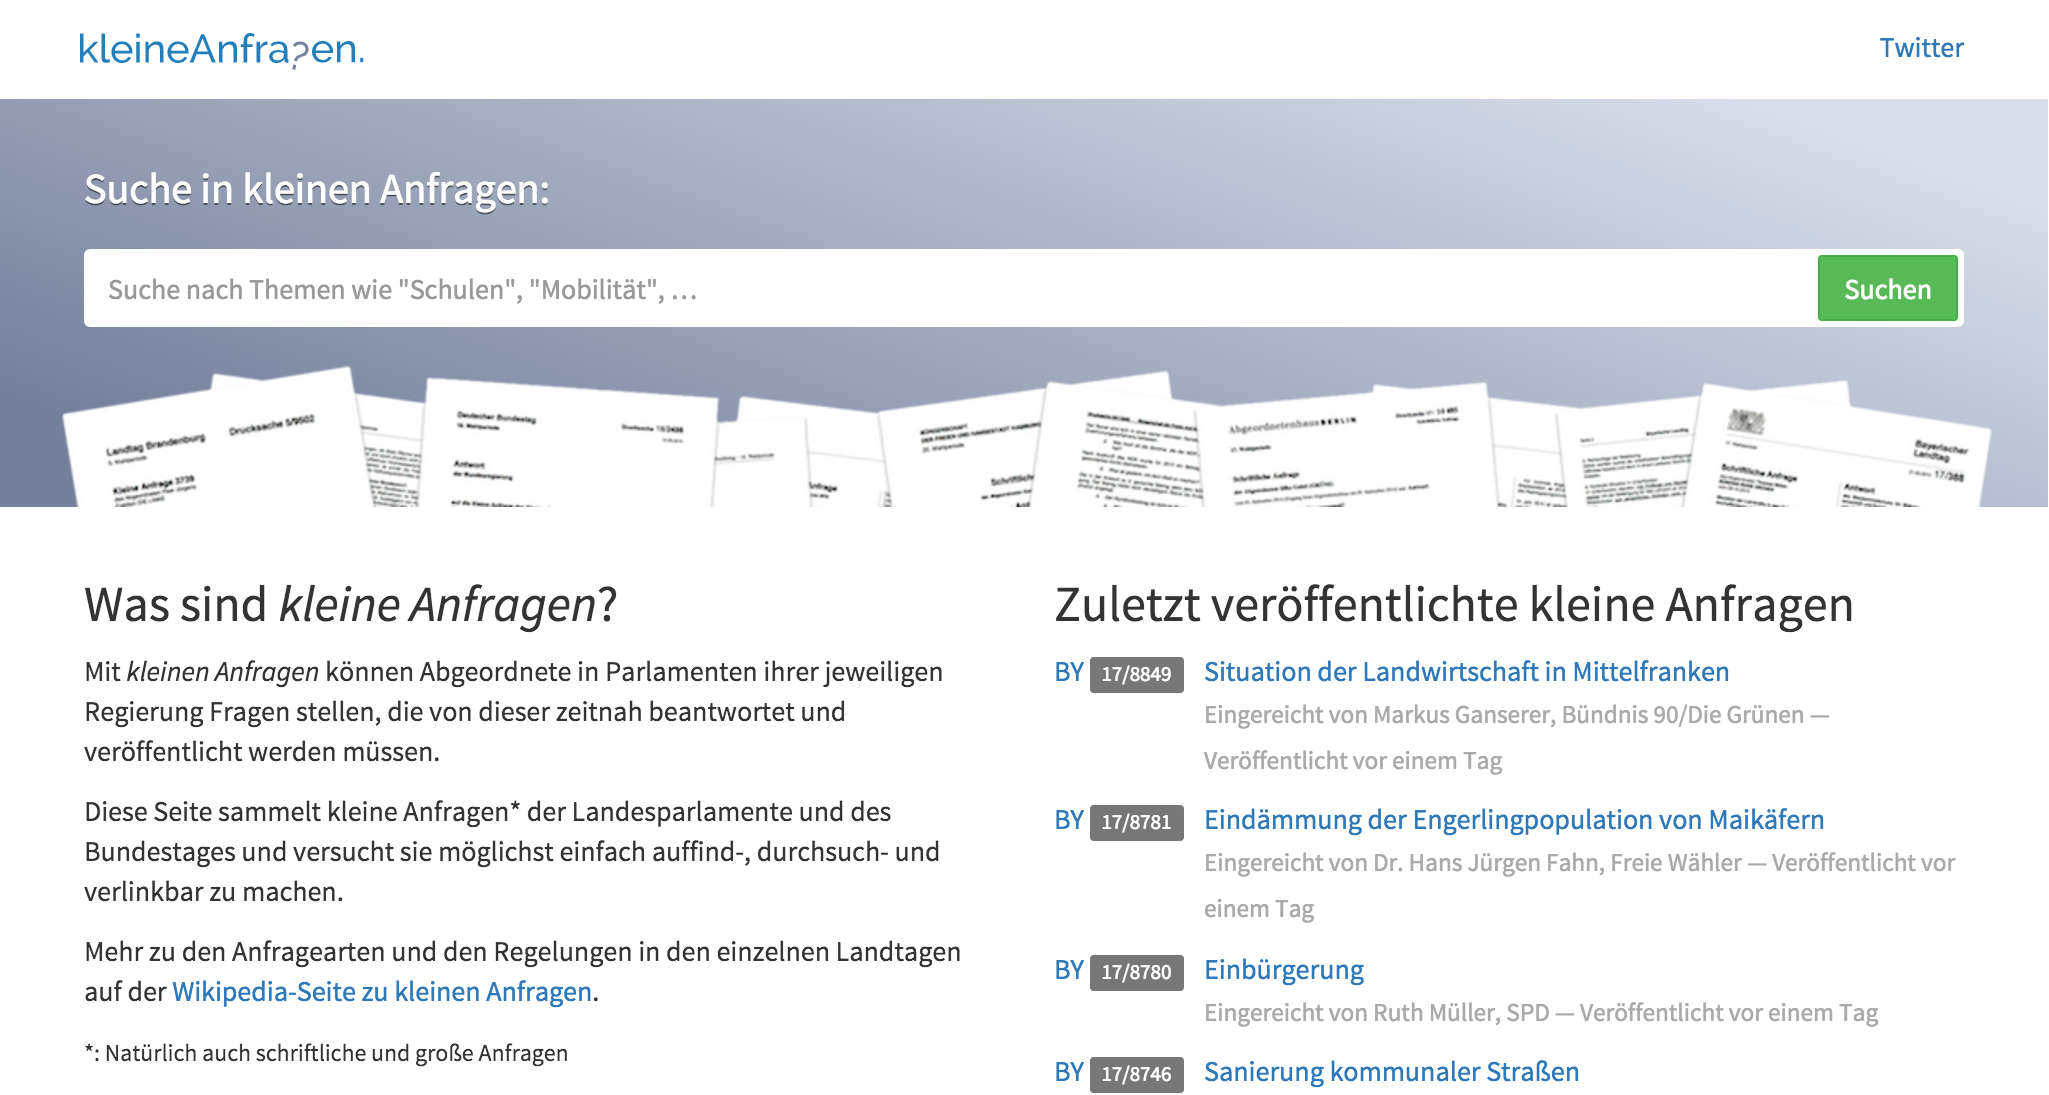 kleineAnfra?en.
Twitter
Suche in kleinen Anfragen:
Suche nach Themen wie "Schulen", "Mobilität", …
Suchen
Landtag Brandenburg
Drucksache 5/9502
5. Wahlperiode
Kleine Anfrage 3739
Deutscher Bundestag
Antwort
der Bundesregierung
Abgeordnetenhaus BERLIN
17. Wahlperiode
Schriftliche Anfrage
Bayerischer
Landtag
17/388
Schriftliche Anfrage
Antwort
Was sind kleine Anfragen?
Mit kleinen Anfragen können Abgeordnete in Parlamenten ihrer jeweiligen
Regierung Fragen stellen, die von dieser zeitnah beantwortet und
veröffentlicht werden müssen.
Diese Seite sammelt kleine Anfragen* der Landesparlamente und des
Bundestages und versucht sie möglichst einfach auffind-, durchsuch- und
verlinkbar zu machen.
Mehr zu den Anfragearten und den Regelungen in den einzelnen Landtagen
auf der Wikipedia-Seite zu kleinen Anfragen.
*: Natürlich auch schriftliche und große Anfragen
Zuletzt veröffentlichte kleine Anfragen
BY 17/8849 Situation der Landwirtschaft in Mittelfranken
Eingereicht von Markus Ganserer, Bündnis 90/Die Grünen —
Veröffentlicht vor einem Tag
BY 17/8781 Eindämmung der Engerlingpopulation von Maikäfern
Eingereicht von Dr. Hans Jürgen Fahn, Freie Wähler — Veröffentlicht vor
einem Tag
BY 17/8780 Einbürgerung
Eingereicht von Ruth Müller, SPD — Veröffentlicht vor einem Tag
BY 17/8746 Sanierung kommunaler Straßen